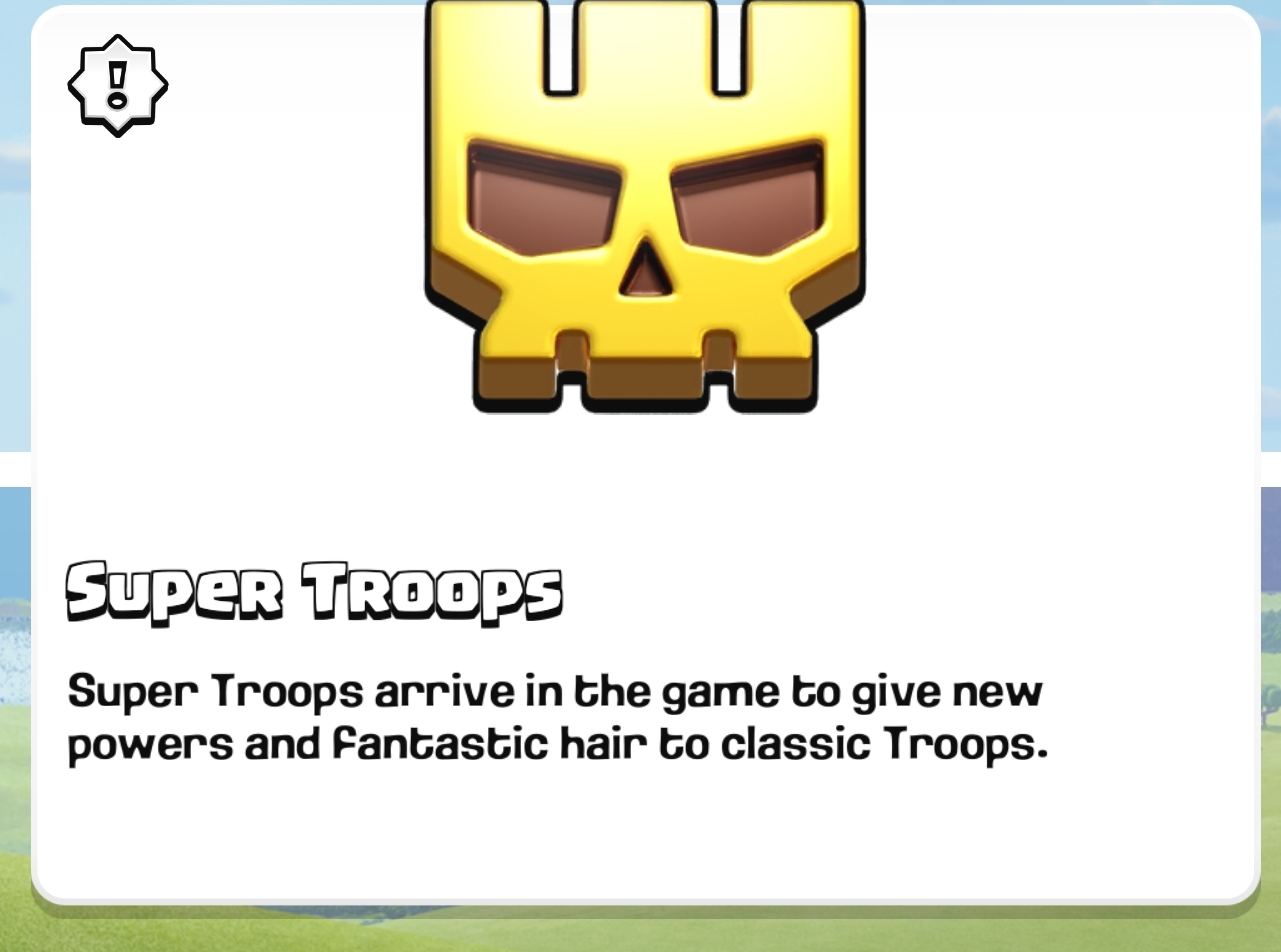 Super Troops
Super Troops arrive in the game to give new
powers and fantastic hair to classic Troops.